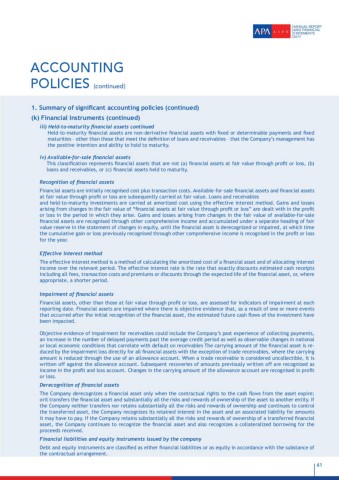 APA LIFE
ANNUAL REPORT
AND FINANCIAL
STATEMENTS
2017
ACCOUNTING
POLICIES (continued)
1. Summary of significant accounting policies (continued)
(k) Financial Instruments (continued)
iii) Held-to-maturity financial assets continued
Held-to-maturity financial assets are non-derivative financial assets with fixed or determinable payments and fixed
maturities - other than those that meet the definition of loans and receivables - that the Company's management has
the positive intention and ability to hold to maturity.
iv) Available-for-sale financial assets
This classification represents financial assets that are not (a) financial assets at fair value through profit or loss, (b)
loans and receivables, or (c) financial assets held to maturity.
Recognition of financial assets
Financial assets are initially recognised cost plus transaction costs. Available-for-sale financial assets and financial assets
at fair value through profit or loss are subsequently carried at fair value. Loans and receivables
and held-to-maturity investments are carried at amortized cost using the effective interest method. Gains and losses
arising from changes in the fair value of "financial assets at fair value through profit or loss" are dealt with in the profit
or loss in the period in which they arise. Gains and losses arising from changes in the fair value of available-for-sale
financial assets are recognised through other comprehensive income and accumulated under a separate heading of fair
value reserve in the statement of changes in equity, until the financial asset is derecognised or impaired, at which time
the cumulative gain or loss previously recognised through other comprehensive income is recognised in the profit or loss
for the year.
Effective interest method
The effective interest method is a method of calculating the amortized cost of a financial asset and of allocating interest
income over the relevant period. The effective interest rate is the rate that exactly discounts estimated cash receipts
including all fees, transaction costs and premiums or discounts through the expected life of the financial asset, or, where
appropriate, a shorter period.
Impairment of financial assets
Financial assets, other than those at fair value through profit or loss, are assessed for indicators of impairment at each
reporting date. Financial assets are impaired where there is objective evidence that, as a result of one or more events
that occurred after the initial recognition of the financial asset, the estimated future cash flows of the investment have
been impacted.
Objective evidence of impairment for receivables could include the Company's past experience of collecting payments,
an increase in the number of delayed payments past the average credit period as well as observable changes in national
or local economic conditions that correlate with default on receivables The carrying amount of the financial asset is re-
duced by the impairment loss directly for all financial assets with the exception of trade receivables, where the carrying
amount is reduced through the use of an allowance account. When a trade receivable is considered uncollectible, it is
written off against the allowance account. Subsequent recoveries of amounts previously written off are recognised as
income in the profit and loss account. Changes in the carrying amount of the allowance account are recognised in profit
or loss.
Derecognition of financial assets
The Company derecognizes a financial asset only when the contractual rights to the cash flows from the asset expire;
orit transfers the financial asset and substantially all the risks and rewards of ownership of the asset to another entity. If
the Company neither transfers nor retains substantially all the risks and rewards of ownership and continues to control
the transferred asset, the Company recognizes its retained interest in the asset and an associated liability for amounts
it may have to pay. If the Company retains substantially all the risks and rewards of ownership of a transferred financial
asset, the Company continues to recognize the financial asset and also recognizes a collateralized borrowing for the
proceeds received.
Financial liabilities and equity instruments issued by the company
Debt and equity instruments are classified as either financial liabilities or as equity in accordance with the substance of
the contractual arrangement.
| 41